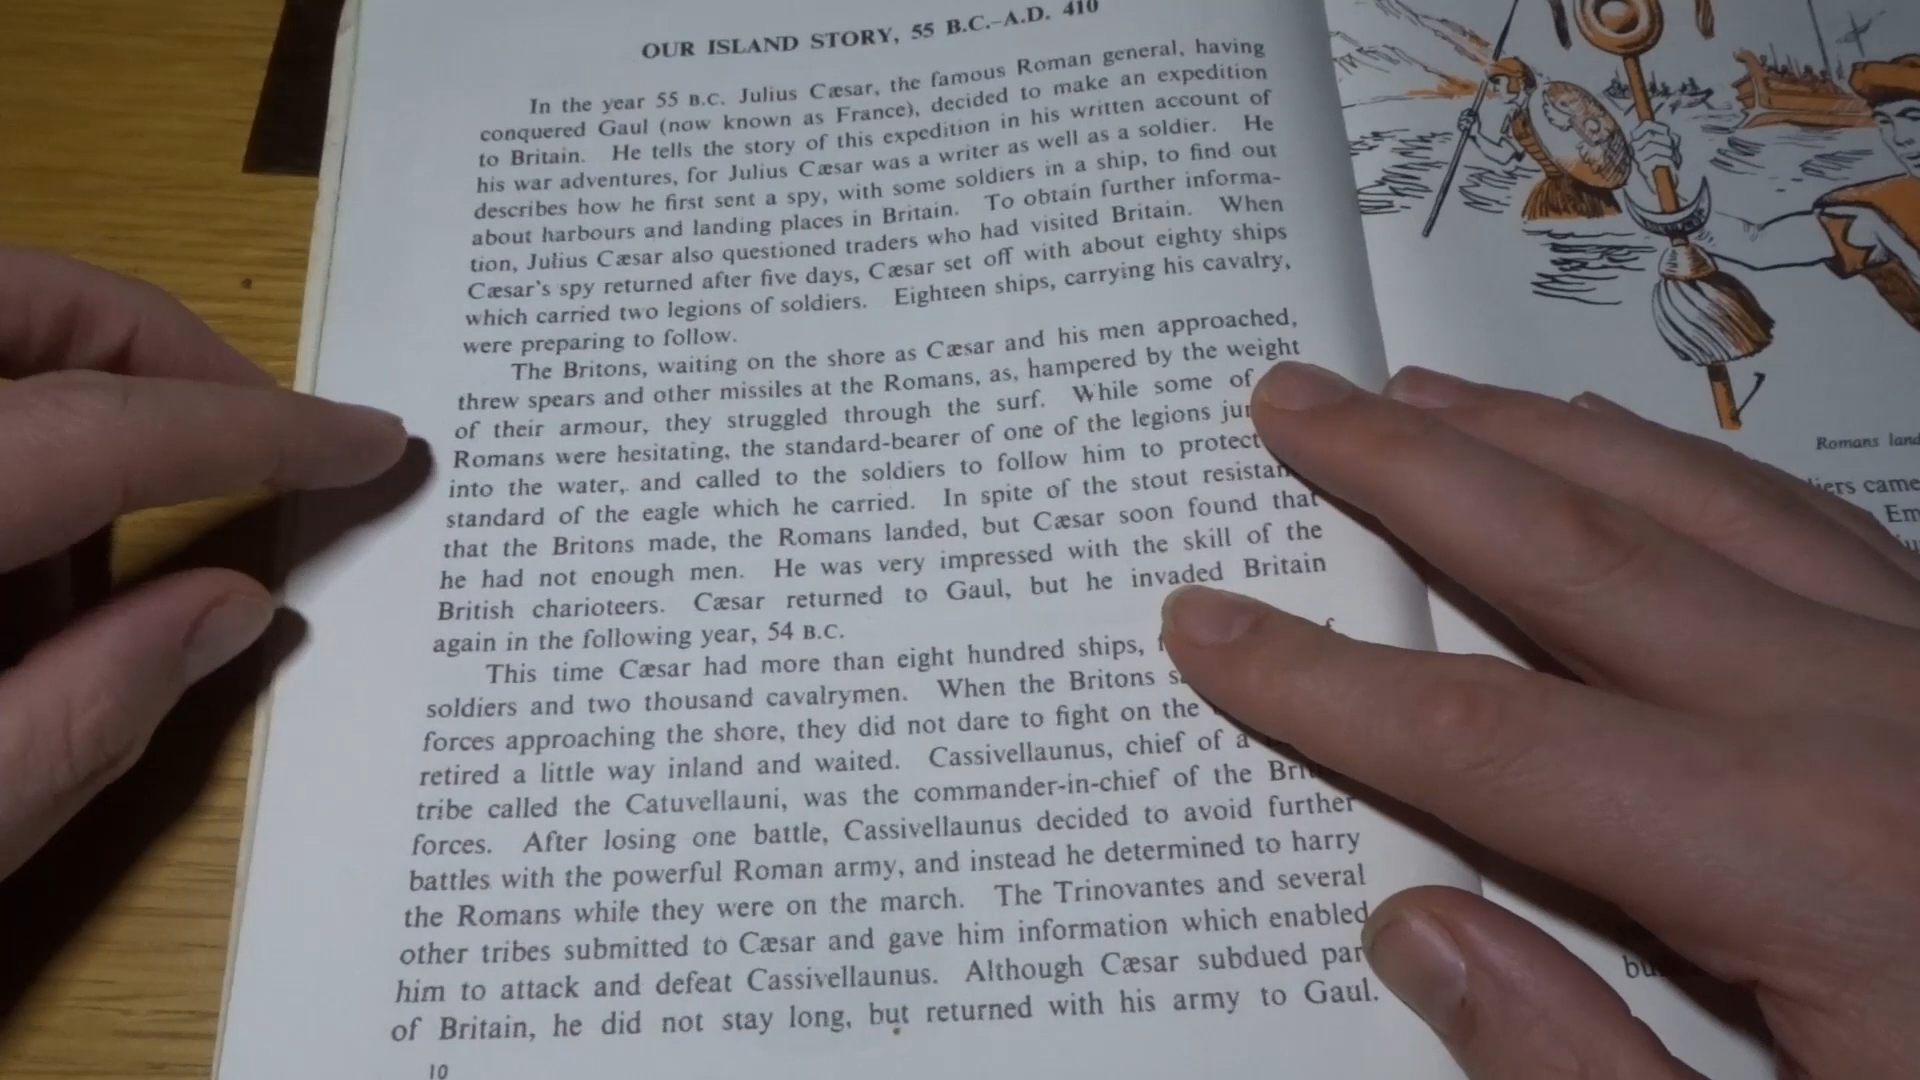 OUR ISLAND STORY, 55 B.C.–A.D. 410
In the year 55 B.C. Julius Cæsar, the famous Roman general, having
conquered Gaul (now known as France), decided to make an expedition
to Britain. He tells the story of this expedition in his written account of
his war adventures, for Julius Cæsar was a writer as well as a soldier. He
describes how he first sent a spy, with some soldiers in a ship, to find out
about harbours and landing places in Britain. To obtain further informa-
tion, Julius Cæsar also questioned traders who had visited Britain. When
Cæsar's spy returned after five days, Cæsar set off with about eighty ships
which carried two legions of soldiers. Eighteen ships, carrying his cavalry,
were preparing to follow.
The Britons, waiting on the shore as Cæsar and his men approached,
threw spears and other missiles at the Romans, as, hampered by the weight
of their armour, they struggled through the surf. While some of
Romans were hesitating, the standard-bearer of one of the legions
into the water, and called to the soldiers to follow him to protect
standard of the eagle which he carried. In spite of the stout
that the Britons made, the Romans landed, but Cæsar soon found that
he had not enough men. He was very impressed with the skill of the
British charioteers. Cæsar returned to Gaul, but he invaded Britain
again in the following year, 54 B.C.
This time Cæsar had more than eight hundred ships,
soldiers and two thousand cavalrymen. When the Britons
forces approaching the shore, they did not dare to fight on the
retired a little way inland and waited. Cassivellaunus, chief of a
tribe called the Catuvellauni, was the commander-in-chief of the
forces. After losing one battle, Cassivellaunus decided to avoid further
battles with the powerful Roman army, and instead he determined to harry
the Romans while they were on the march. The Trinovantes and several
other tribes submitted to Cæsar and gave him information which enabled
him to attack and defeat Cassivellaunus. Although Cæsar subdued
of Britain, he did not stay long, but returned with his army to Gaul.
10
Romans
came